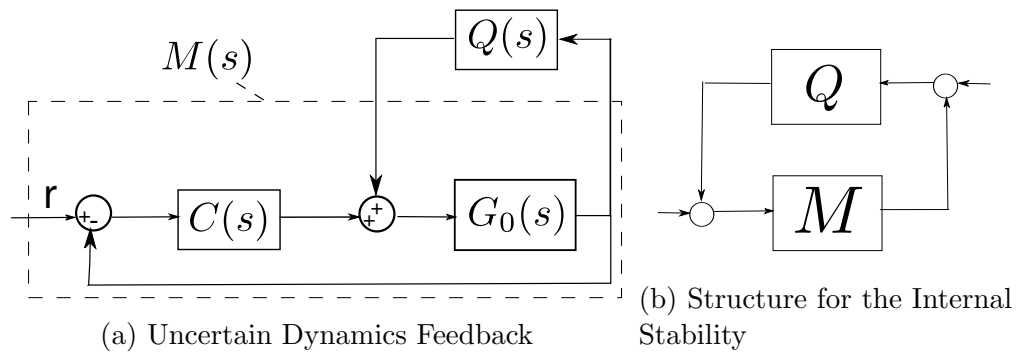 Q(s)
M(s)
r
+
-
C(s)
+
+
G₀(s)
(a) Uncertain Dynamics Feedback
Q
M
(b) Structure for the Internal
Stability